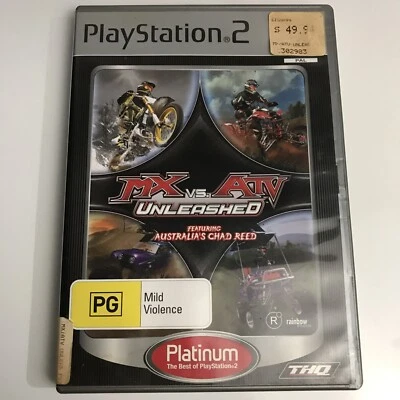 PlayStation®2
$ 49.9
382983
PAL
MX vs. ATV
UNLEASHED
FEATURING
AUSTRALIA'S CHAD REED
PG
Mild
Violence
R
rainbow
Platinum
The Best of PlayStation®2
THQ